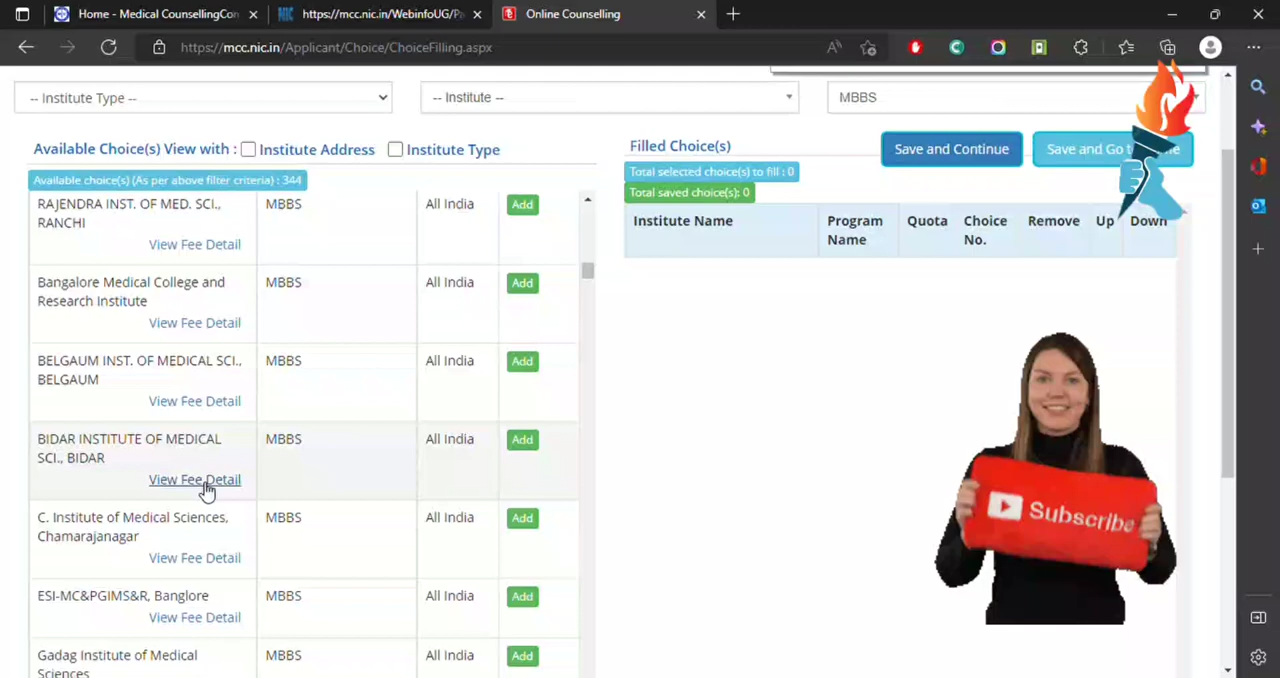 Home - Medical CounsellingCon
https://mcc.nic.in/WebinfoUG/Pa
Online Counselling
https://mcc.nic.in/Applicant/Choice/ChoiceFilling.aspx
-- Institute Type --
-- Institute --
MBBS
Available Choice(s) View with :
Institute Address
Institute Type
Available choice(s) (As per above filter criteria) : 344
RAJENDRA INST. OF MED. SCI.,
RANCHI
View Fee Detail
MBBS
All India
Add
Bangalore Medical College and
Research Institute
View Fee Detail
MBBS
All India
Add
BELGAUM INST. OF MEDICAL SCI.,
BELGAUM
View Fee Detail
MBBS
All India
Add
BIDAR INSTITUTE OF MEDICAL
SCI., BIDAR
View Fee Detail
MBBS
All India
Add
C. Institute of Medical Sciences,
Chamarajanagar
View Fee Detail
MBBS
All India
Add
ESI-MC&PGIMS&R, Banglore
View Fee Detail
MBBS
All India
Add
Gadag Institute of Medical
Sciences
MBBS
All India
Add
Filled Choice(s)
Save and Continue
Save and Go to
Total selected choice(s) to fill : 0
Total saved choice(s): 0
Institute Name
Program
Name
Quota
Choice
No.
Remove
Up
Down
Subscribe